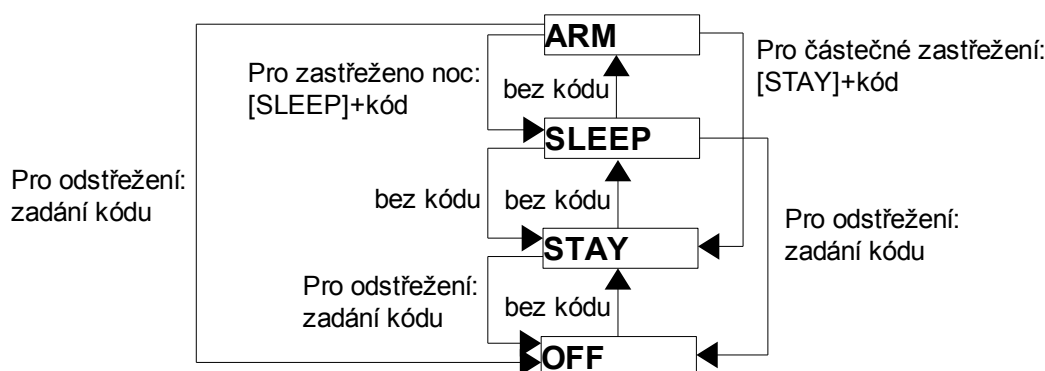 ARM
Pro částečné zastřežení:
[STAY]+kód
Pro zastřeženo noc:
[SLEEP]+kód
bez kódu
SLEEP
Pro odstřežení:
zadání kódu
bez kódu
bez kódu
Pro odstřežení:
zadání kódu
STAY
Pro odstřežení:
zadání kódu
bez kódu
OFF